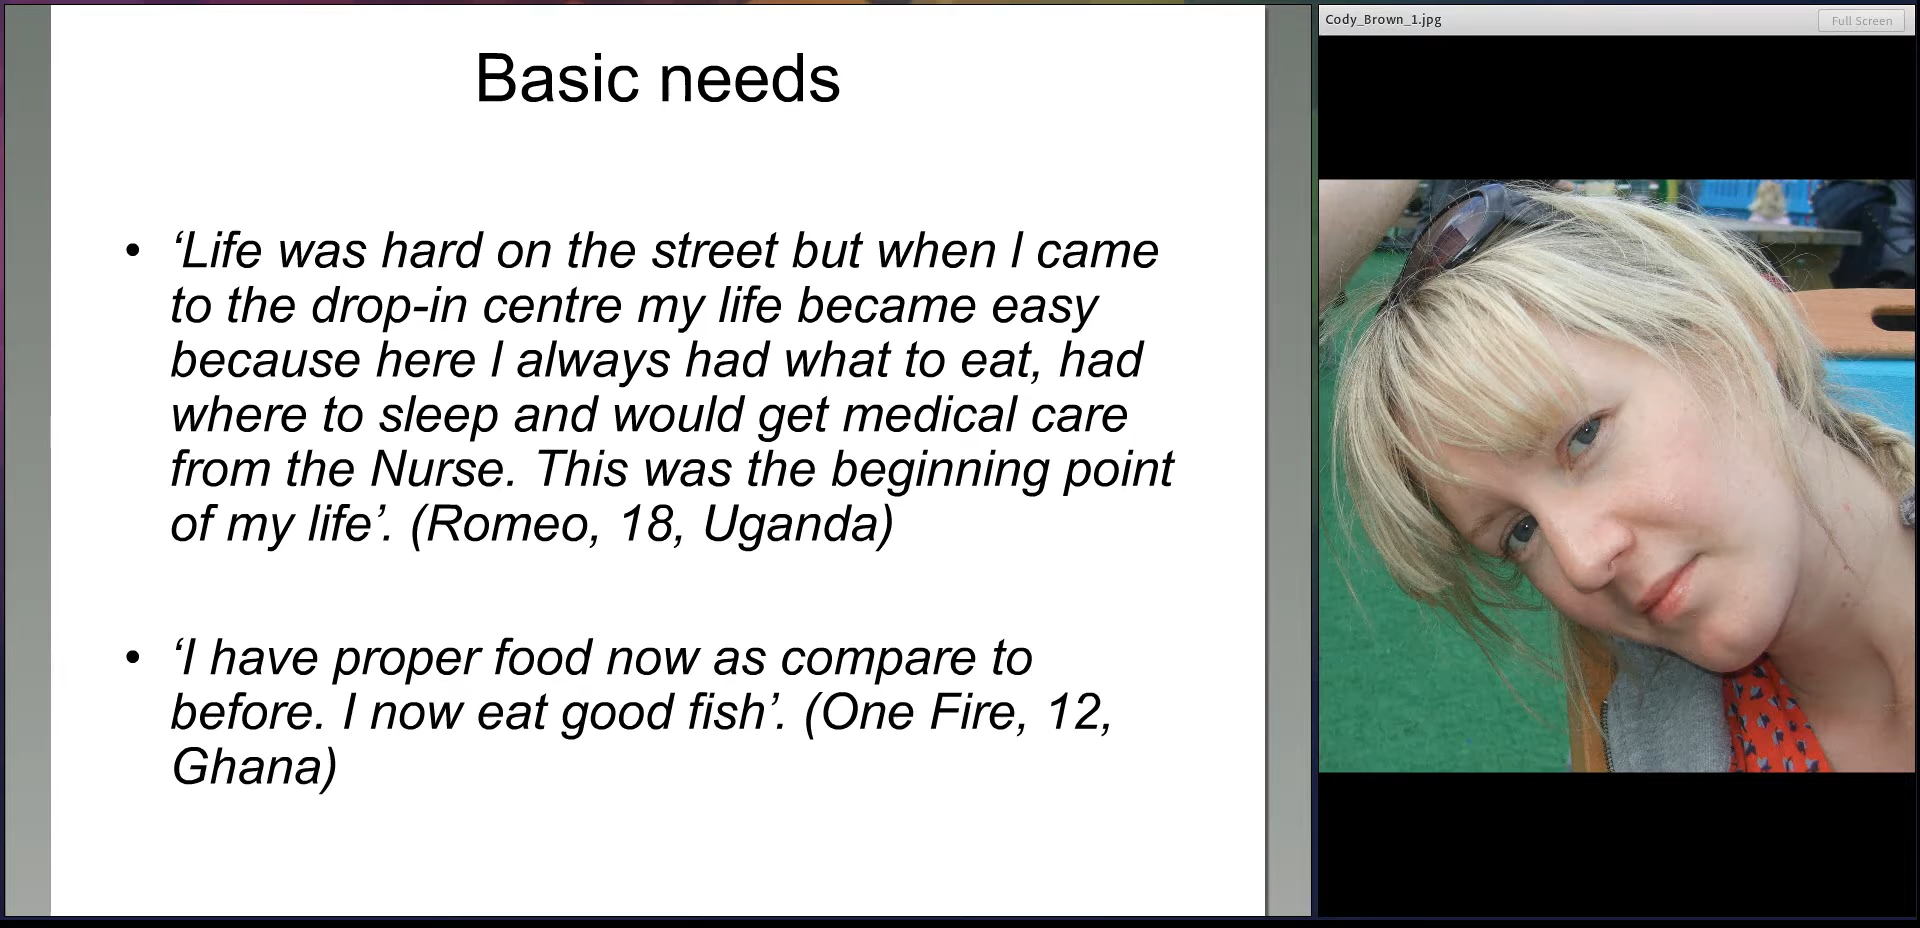 Basic needs
• ‘Life was hard on the street but when I came
to the drop-in centre my life became easy
because here I always had what to eat, had
where to sleep and would get medical care
from the Nurse. This was the beginning point
of my life’. (Romeo, 18, Uganda)
• ‘I have proper food now as compare to
before. I now eat good fish’. (One Fire, 12,
Ghana)
Cody_Brown_1.jpg
Full Screen